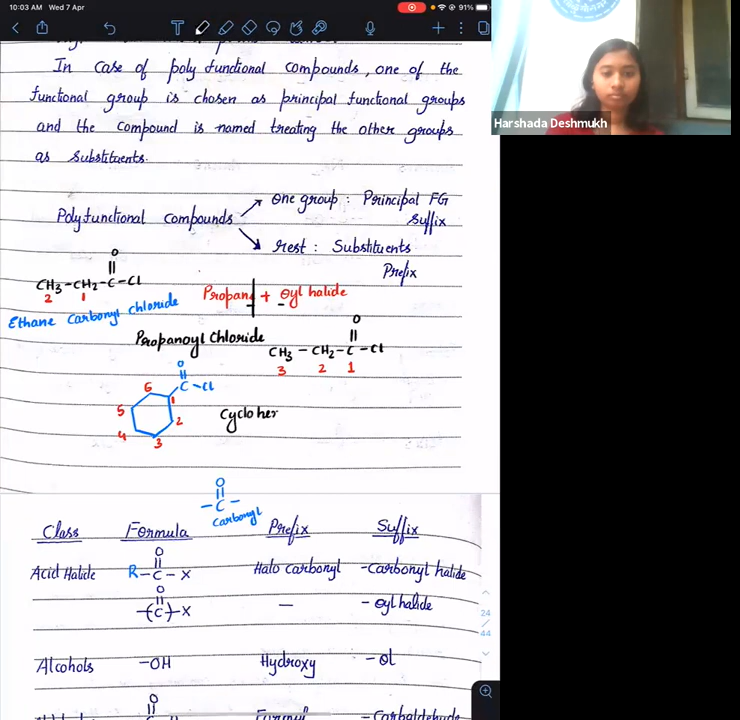 10:03 AM Wed 7 Apr
91%
In case of poly functional compounds, one of the
functional group is chosen as principal functional groups
and the compound is named treating the other groups
as substituents.
Polyfunctional compounds
one group : Principal FG
Suffix
rest : Substituents
Prefix
O
CH3-CH2-C-Cl
2 1
Ethane carbonyl chloride
Propane + oyl halide
Propanoyl chloride
O
CH3 - CH2 - C - Cl
3 2 1
O
C-Cl
6
1
5
2
4
3
Cyclohex
O
-C-
carbonyl
Class Formula Prefix Suffix
O
Acid Halide R-C-X Halo carbonyl -Carbonyl halide
O
(C)-X - -oyl halide
Alcohols -OH Hydroxy -ol
O
Formyl -Carbaldehyde
24
/
44
Harshada Deshmukh